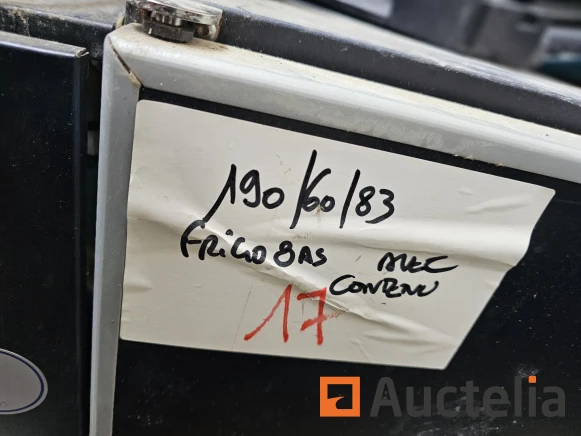 190/60/83
FRIGO BAS AVEC
CONTENU
17
Auctelia